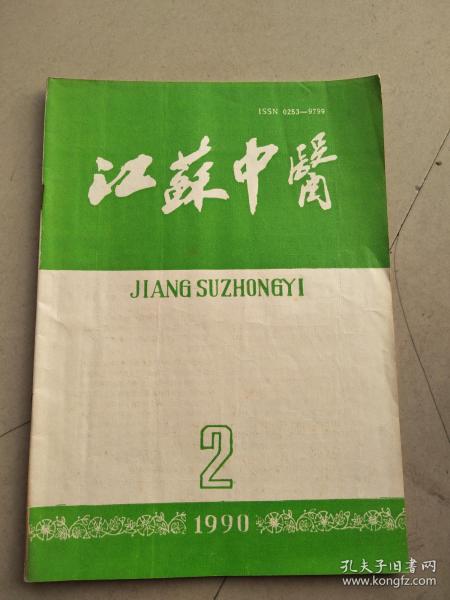 ISSN 0253—9799
江蘇中醫
JIANG SUZHONGYI
2
1990
孔夫子旧书网
www.kongfz.com